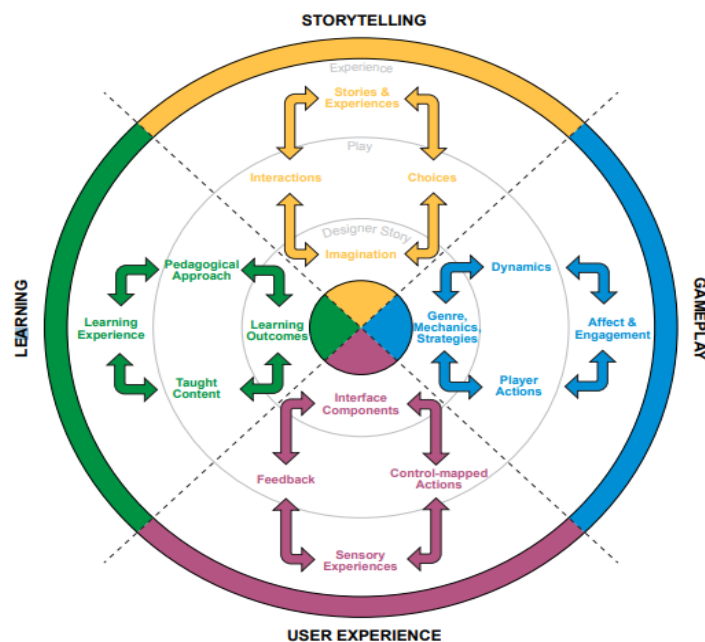 STORYTELLING
Experience
Stories &
Experiences
Play
Interactions
Choices
Designer Story
Imagination
LEARNING
Pedagogical
Approach
Learning
Experience
Learning
Outcomes
Taught
Content
GAMEPLAY
Dynamics
Genre,
Mechanics,
Strategies
Affect &
Engagement
Player
Actions
Interface
Components
Feedback
Control-mapped
Actions
Sensory
Experiences
USER EXPERIENCE